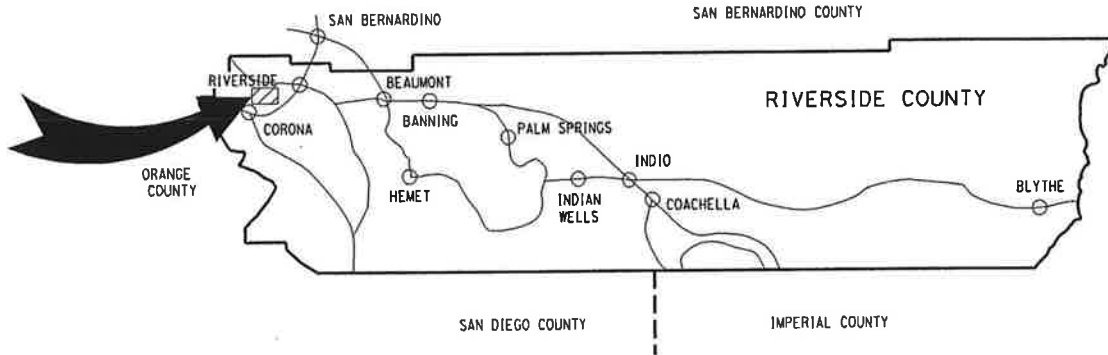 SAN BERNARDINO COUNTY
SAN BERNARDINO
RIVERSIDE
BEAUMONT
RIVERSIDE COUNTY
BANNING
CORONA
PALM SPRINGS
ORANGE
COUNTY
INDIO
HEMET
INDIAN
WELLS
COACHELLA
BLYTHE
SAN DIEGO COUNTY
IMPERIAL COUNTY